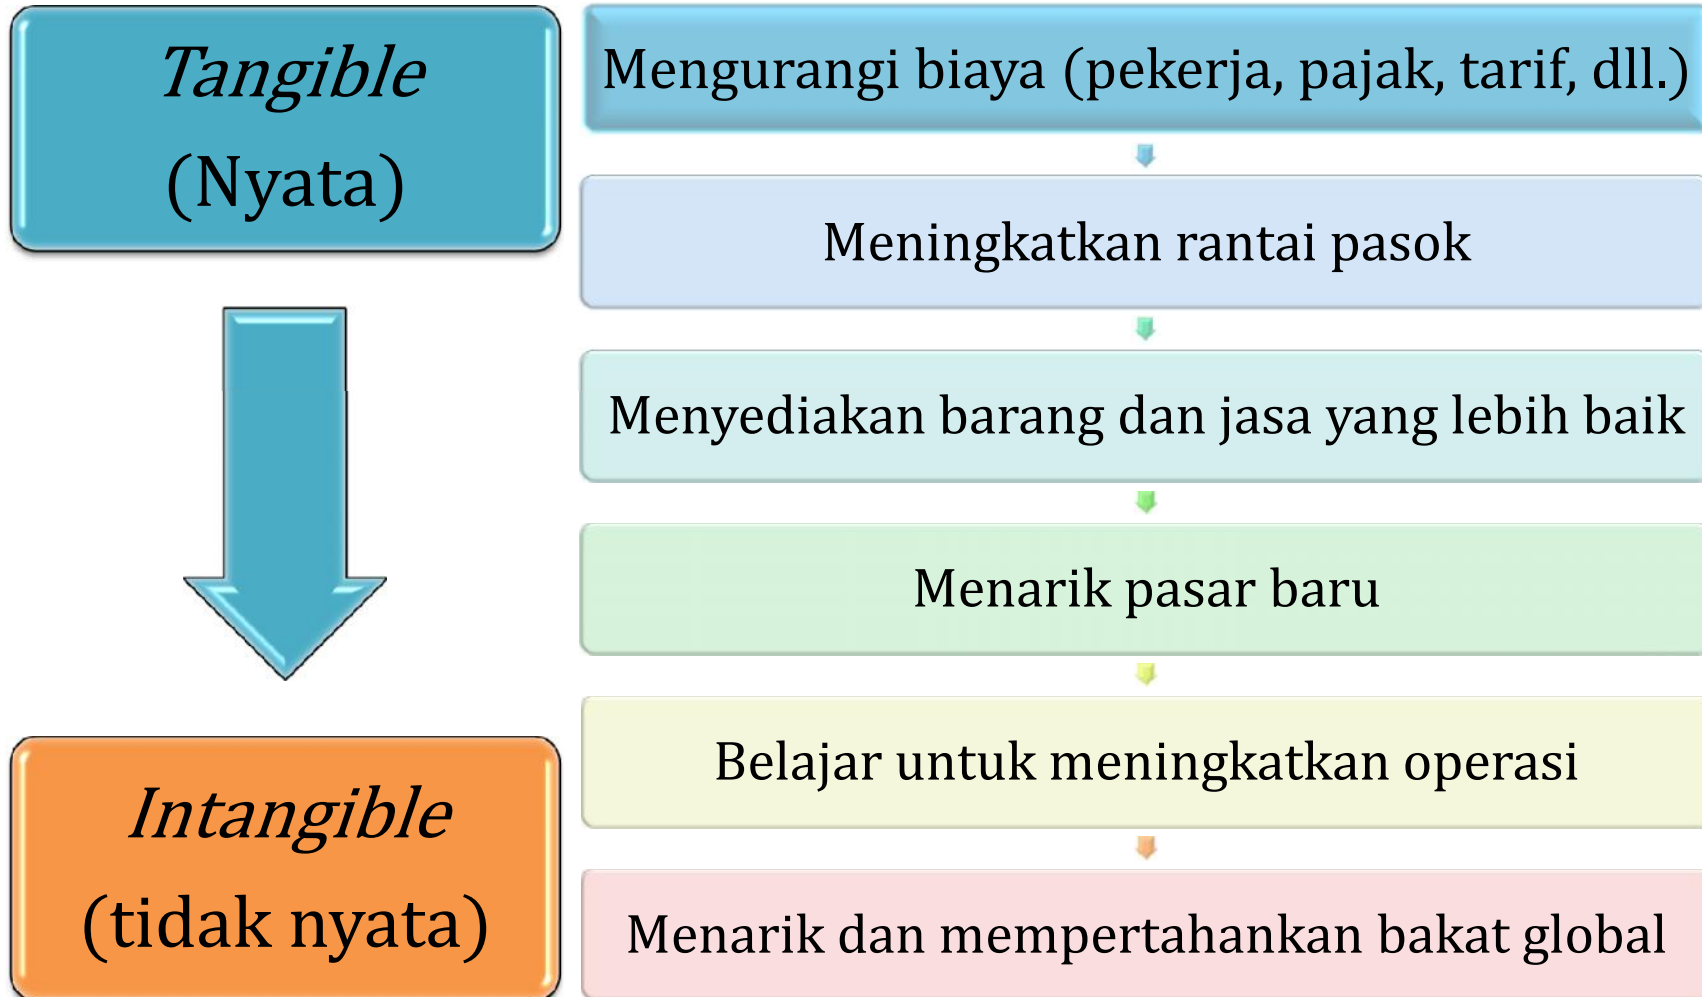 Tangible
(Nyata)
Mengurangi biaya (pekerja, pajak, tarif, dll.)
Meningkatkan rantai pasok
Menyediakan barang dan jasa yang lebih baik
Menarik pasar baru
Belajar untuk meningkatkan operasi
Intangible
(tidak nyata)
Menarik dan mempertahankan bakat global